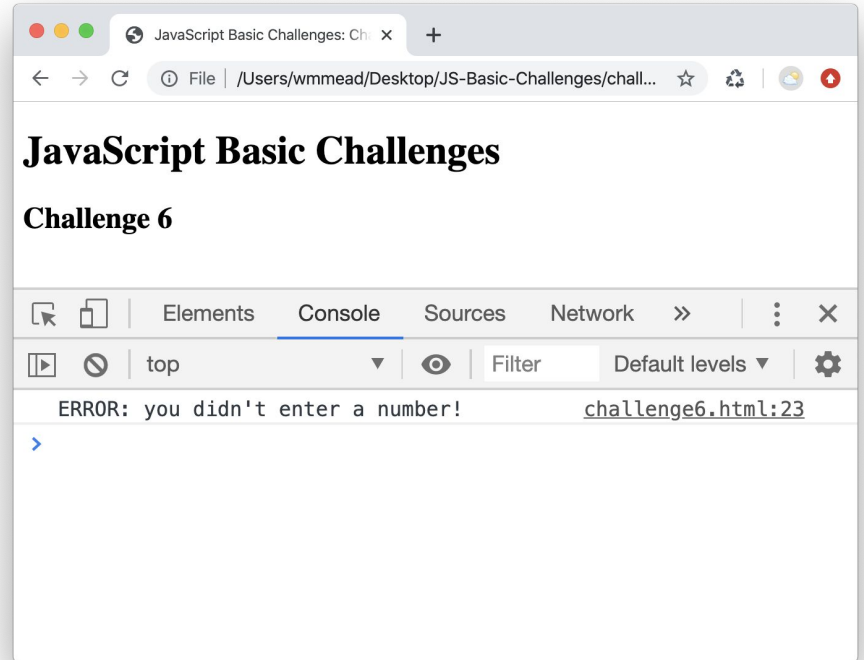 JavaScript Basic Challenges: Ch
File /Users/wmmead/Desktop/JS-Basic-Challenges/chall...
JavaScript Basic Challenges
Challenge 6
Elements Console Sources Network
top Filter Default levels
ERROR: you didn't enter a number! challenge6.html:23